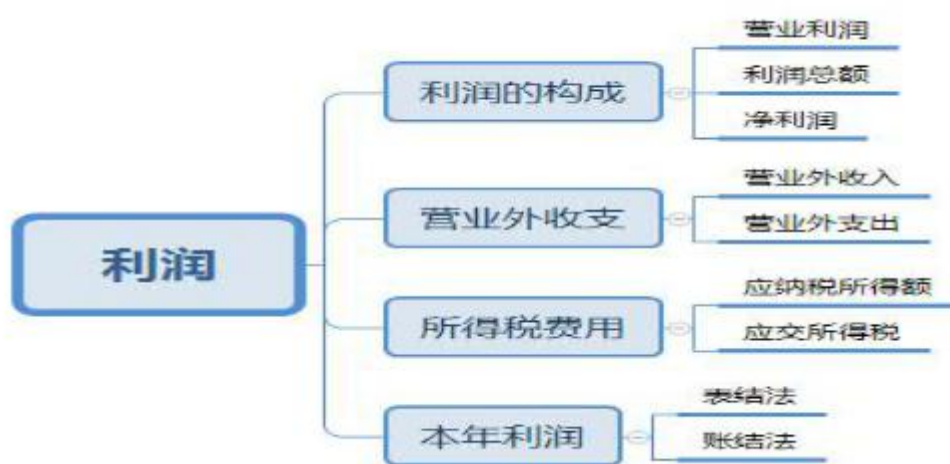 利润
利润的构成
营业利润
利润总额
净利润
营业外收支
营业外收入
营业外支出
所得税费用
应纳税所得额
应交所得税
本年利润
表结法
账结法